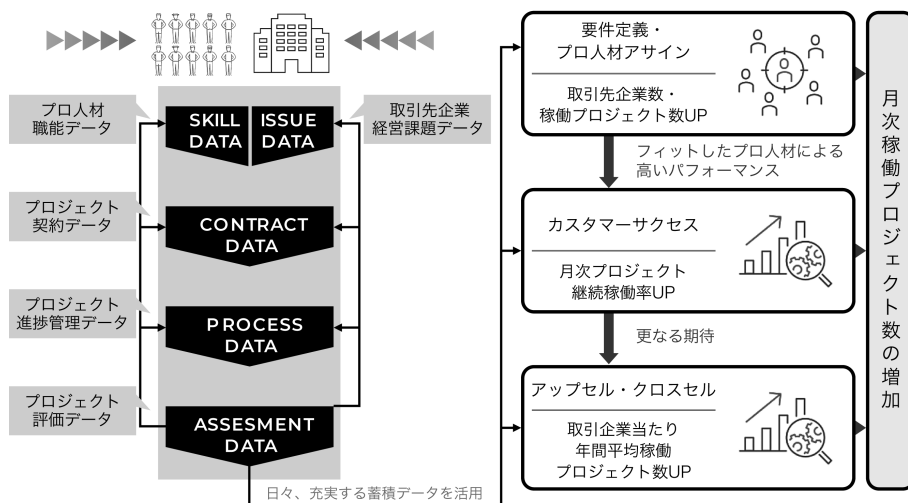 プロ人材
職能データ
SKILL
DATA
ISSUE
DATA
取引先企業
経営課題データ
プロジェクト
契約データ
CONTRACT
DATA
プロジェクト
進捗管理データ
PROCESS
DATA
プロジェクト
評価データ
ASSESMENT
DATA
日々、充実する蓄積データを活用
要件定義・
プロ人材アサイン
取引先企業数・
稼働プロジェクト数UP
フィットしたプロ人材による
高いパフォーマンス
カスタマーサクセス
月次プロジェクト
継続稼働率UP
更なる期待
アップセル・クロスセル
取引企業当たり
年間平均稼働
プロジェクト数UP
月次稼働プロジェクト数の増加